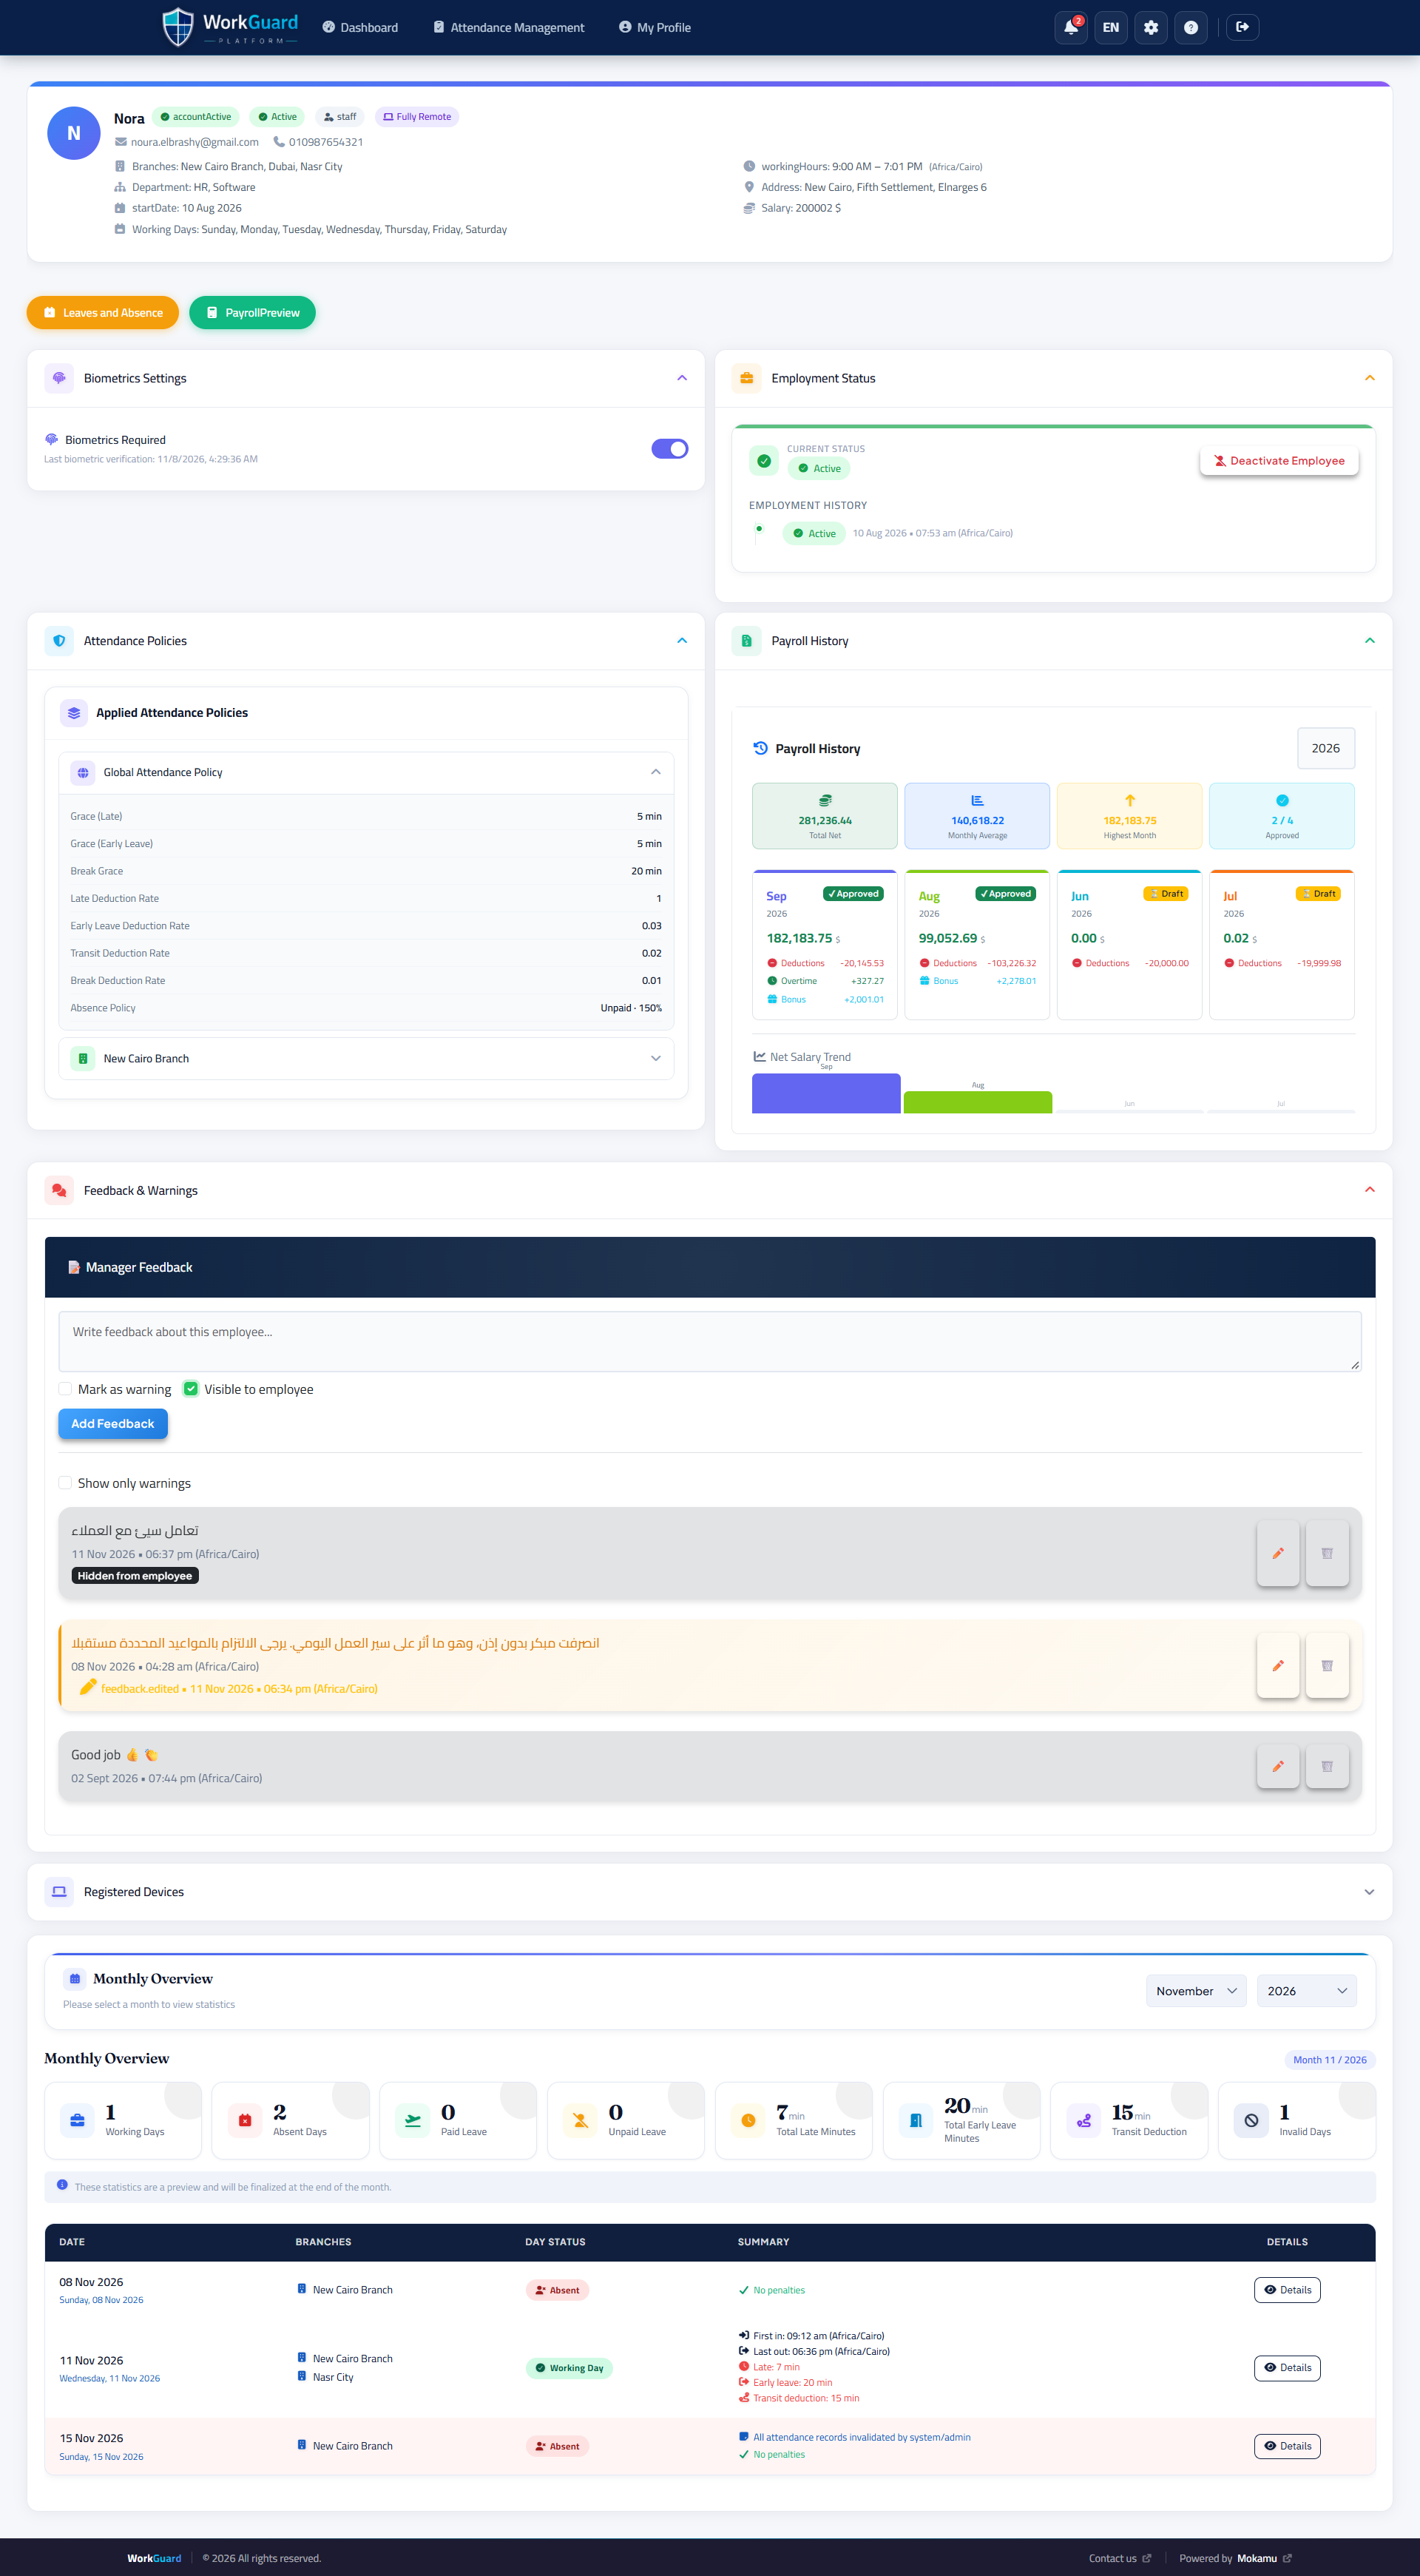 WorkGuard
PLATFORM
Dashboard
Attendance Management
My Profile
2
EN
N
Nora
accountActive
Active
staff
Fully Remote
noura.elbrashy@gmail.com
010987654321
Branches: New Cairo Branch, Dubai, Nasr City
workingHours: 9:00 AM – 7:01 PM (Africa/Cairo)
Department: HR, Software
Address: New Cairo, Fifth Settlement, Elnarges 6
startDate: 10 Aug 2026
Salary: 200002 $
Working Days: Sunday, Monday, Tuesday, Wednesday, Thursday, Friday, Saturday
Leaves and Absence
PayrollPreview
Biometrics Settings
Biometrics Required
Last biometric verification: 11/8/2026, 4:29:36 AM
Employment Status
CURRENT STATUS
Active
Deactivate Employee
EMPLOYMENT HISTORY
Active
10 Aug 2026 • 07:53 am (Africa/Cairo)
Attendance Policies
Applied Attendance Policies
Global Attendance Policy
Grace (Late) 5 min
Grace (Early Leave) 5 min
Break Grace 20 min
Late Deduction Rate 1
Early Leave Deduction Rate 0.03
Transit Deduction Rate 0.02
Break Deduction Rate 0.01
Absence Policy Unpaid · 150%
New Cairo Branch
Payroll History
Payroll History
2026
281,236.44
Total Net
140,618.22
Monthly Average
182,183.75
Highest Month
2 / 4
Approved
Sep
✓Approved
2026
182,183.75 $
Deductions -20,145.53
Overtime +327.27
Bonus +2,001.01
Aug
✓Approved
2026
99,052.69 $
Deductions -103,226.32
Bonus +2,278.01
Jun
Draft
2026
0.00 $
Deductions -20,000.00
Jul
Draft
2026
0.02 $
Deductions -19,999.98
Net Salary Trend
Sep
Aug
Jun
Jul
Feedback & Warnings
Manager Feedback
Write feedback about this employee...
Mark as warning
Visible to employee
Add Feedback
Show only warnings
تعامل سيئ مع العملاء
11 Nov 2026 • 06:37 pm (Africa/Cairo)
Hidden from employee
انصرفت مبكر بدون إذن، وهو ما أثر على سير العمل اليومي. يرجى الالتزام بالمواعيد المحددة مستقبلا
08 Nov 2026 • 04:28 am (Africa/Cairo)
feedback.edited • 11 Nov 2026 • 06:34 pm (Africa/Cairo)
Good job 👍 👏
02 Sept 2026 • 07:44 pm (Africa/Cairo)
Registered Devices
Monthly Overview
Please select a month to view statistics
November
2026
Monthly Overview
Month 11 / 2026
1
Working Days
2
Absent Days
0
Paid Leave
0
Unpaid Leave
7 min
Total Late Minutes
20 min
Total Early Leave
Minutes
15 min
Transit Deduction
1
Invalid Days
These statistics are a preview and will be finalized at the end of the month.
DATE BRANCHES DAY STATUS SUMMARY DETAILS
08 Nov 2026
Sunday, 08 Nov 2026
New Cairo Branch
Absent
No penalties
Details
11 Nov 2026
Wednesday, 11 Nov 2026
New Cairo Branch
Nasr City
Working Day
First in: 09:12 am (Africa/Cairo)
Last out: 06:36 pm (Africa/Cairo)
Late: 7 min
Early leave: 20 min
Transit deduction: 15 min
Details
15 Nov 2026
Sunday, 15 Nov 2026
New Cairo Branch
Absent
All attendance records invalidated by system/admin
No penalties
Details
WorkGuard
© 2026 All rights reserved.
Contact us
Powered by Mokamu